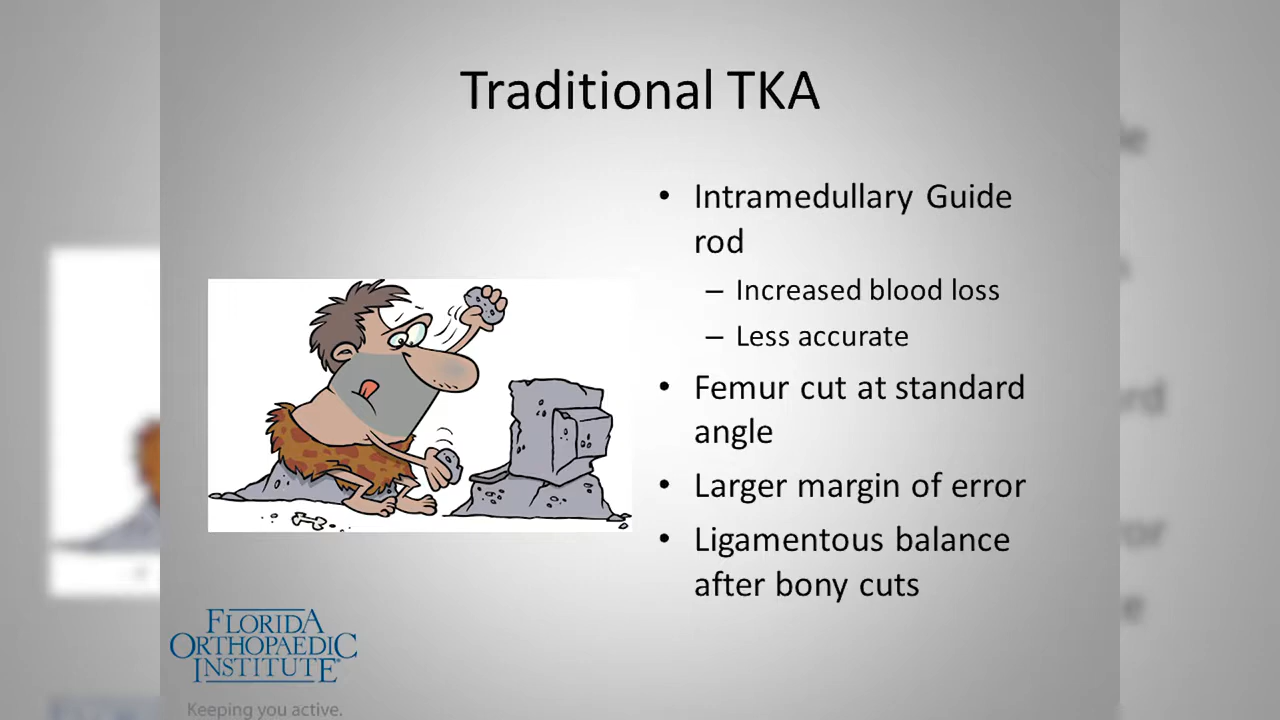 Traditional TKA
• Intramedullary Guide
rod
– Increased blood loss
– Less accurate
• Femur cut at standard
angle
• Larger margin of error
• Ligamentous balance
after bony cuts
FLORIDA
ORTHOPAEDIC
INSTITUTE®
Keeping you active.